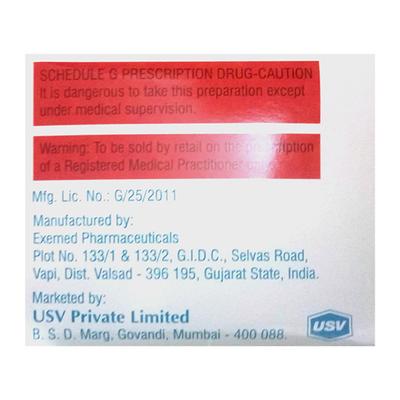 SCHEDULE G PRESCRIPTION DRUG-CAUTION
It is dangerous to take this preparation except
under medical supervision.
Warning: To be sold by retail on the prescription
of a Registered Medical Practitioner only.
Mfg. Lic. No.: G/25/2011
Manufactured by:
Exemed Pharmaceuticals
Plot No. 133/1 & 133/2, G.I.D.C., Selvas Road,
Vapi, Dist. Valsad - 396 195, Gujarat State, India.
Marketed by:
USV Private Limited
B. S. D. Marg, Govandi, Mumbai - 400 088.
USV